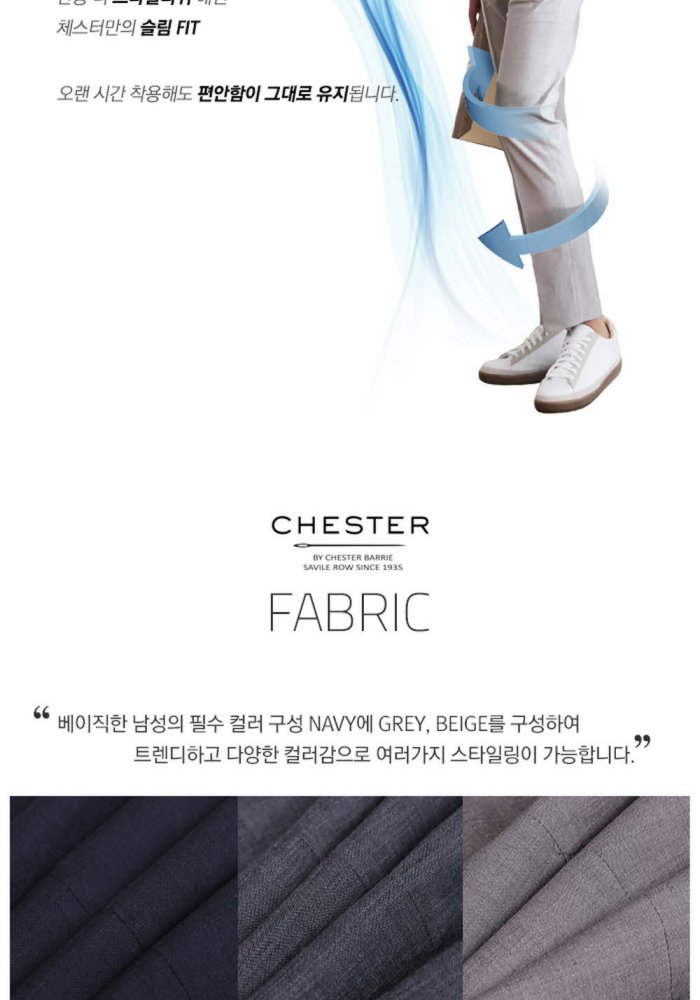 체스터만의 슬림 FIT
오랜 시간 착용해도 편안함이 그대로 유지됩니다.
CHESTER
BY CHESTER BARRIE
SAVILE ROW SINCE 1935
FABRIC
“ 베이직한 남성의 필수 컬러 구성 NAVY에 GREY, BEIGE를 구성하여
트렌디하고 다양한 컬러감으로 여러가지 스타일링이 가능합니다.”